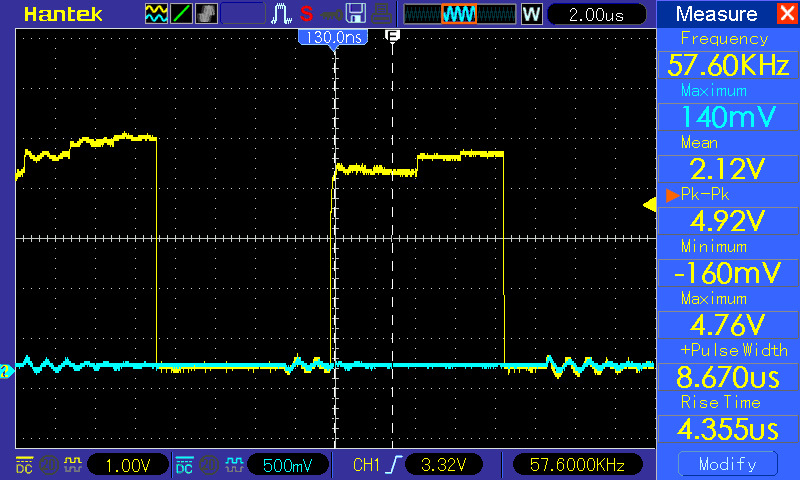 Hantek S W 2.00us Measure
130.0ns E
Frequency
57.60KHz
Maximum
140mV
Mean
2.12V
Pk-Pk
4.92V
Minimum
-160mV
Maximum
4.76V
+Pulse Width
8.670us
Rise Time
4.355us
Modify
DC 1.00V DC 500mV CH1 3.32V 57.6000KHz